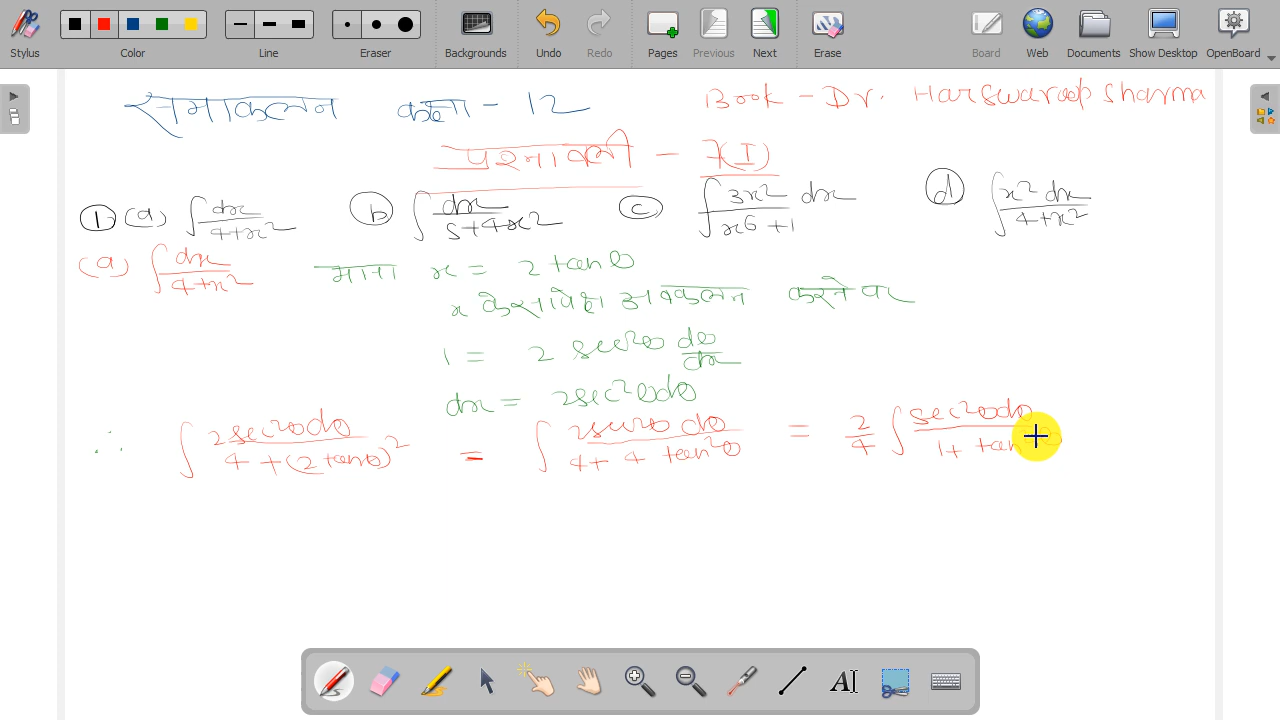 Stylus Color Line Eraser Backgrounds Undo Redo Pages Previous Next Erase Board Web Documents Show Desktop OpenBoard
समाकलन कक्षा - 12 Book - Dr. Harswaroop Sharma
प्रश्नावली - 7(I)
① (a) ∫ dx/(4+x²) ⓑ ∫ dx/(5+4x²) ⓒ ∫ 3x²/(x⁶+1) dx ⓓ ∫ x² dx/(4+x²)
(a) ∫ dx/(4+x²) माना x = 2 tanθ
x के सापेक्ष अवकलन करने पर
1 = 2 sec²θ dθ/dx
dx = 2sec²θdθ
∴ ∫ 2sec²θdθ/(4+(2tanθ)²) = ∫ 2sec²θ dθ/(4+4 tan²θ) = 2/4 ∫ sec²θdθ/(1+tan